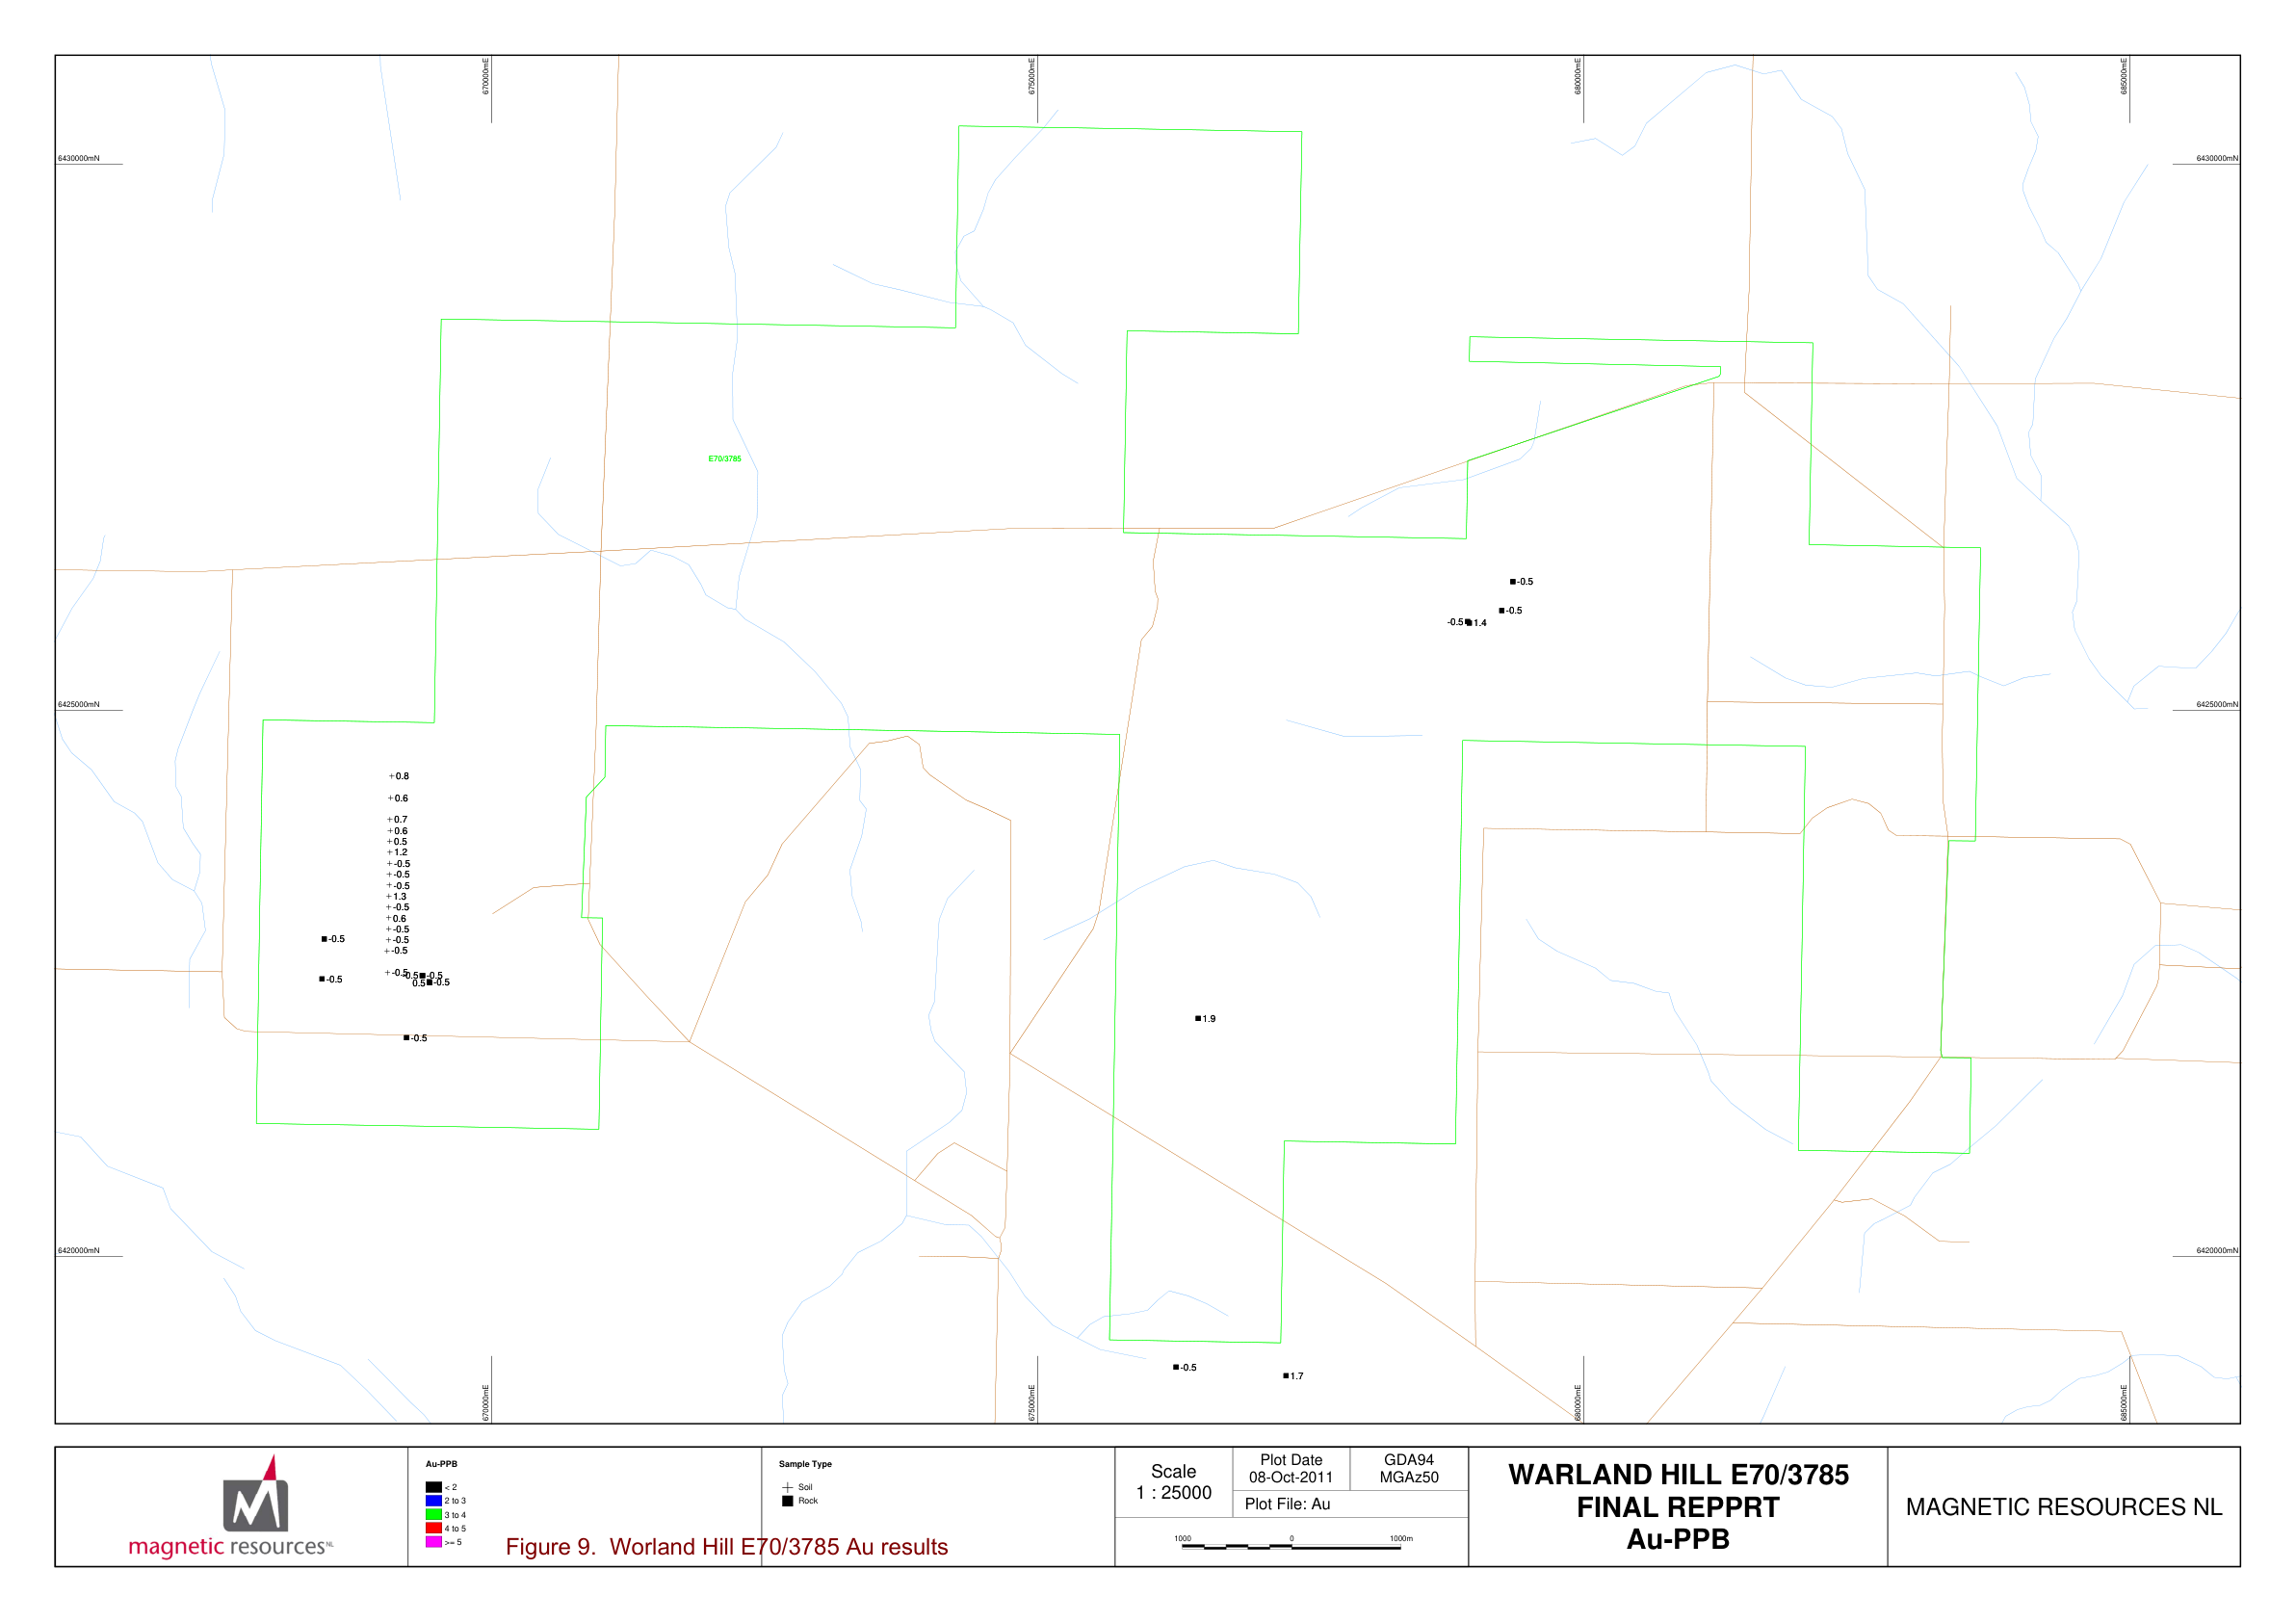 670000mE
675000mE
680000mE
685000mE
6430000mN
6430000mN
E70/3785
-0.5
-0.5
-0.5 1.4
6425000mN
6425000mN
0.8
0.6
0.7
0.6
0.5
1.2
-0.5
-0.5
-0.5
1.3
-0.5
0.6
-0.5
-0.5
-0.5
-0.5
-0.5
-0.5
-0.5
0.5 -0.5
-0.5
1.9
6420000mN
6420000mN
-0.5
1.7
670000mE
675000mE
680000mE
685000mE
magnetic resources NL
Au-PPB
< 2
2 to 3
3 to 4
4 to 5
>= 5
Sample Type
Soil
Rock
Figure 9. Worland Hill E70/3785 Au results
Scale
1 : 25000
Plot Date
08-Oct-2011
GDA94
MGAz50
Plot File: Au
1000 0 1000m
WARLAND HILL E70/3785
FINAL REPPRT
Au-PPB
MAGNETIC RESOURCES NL